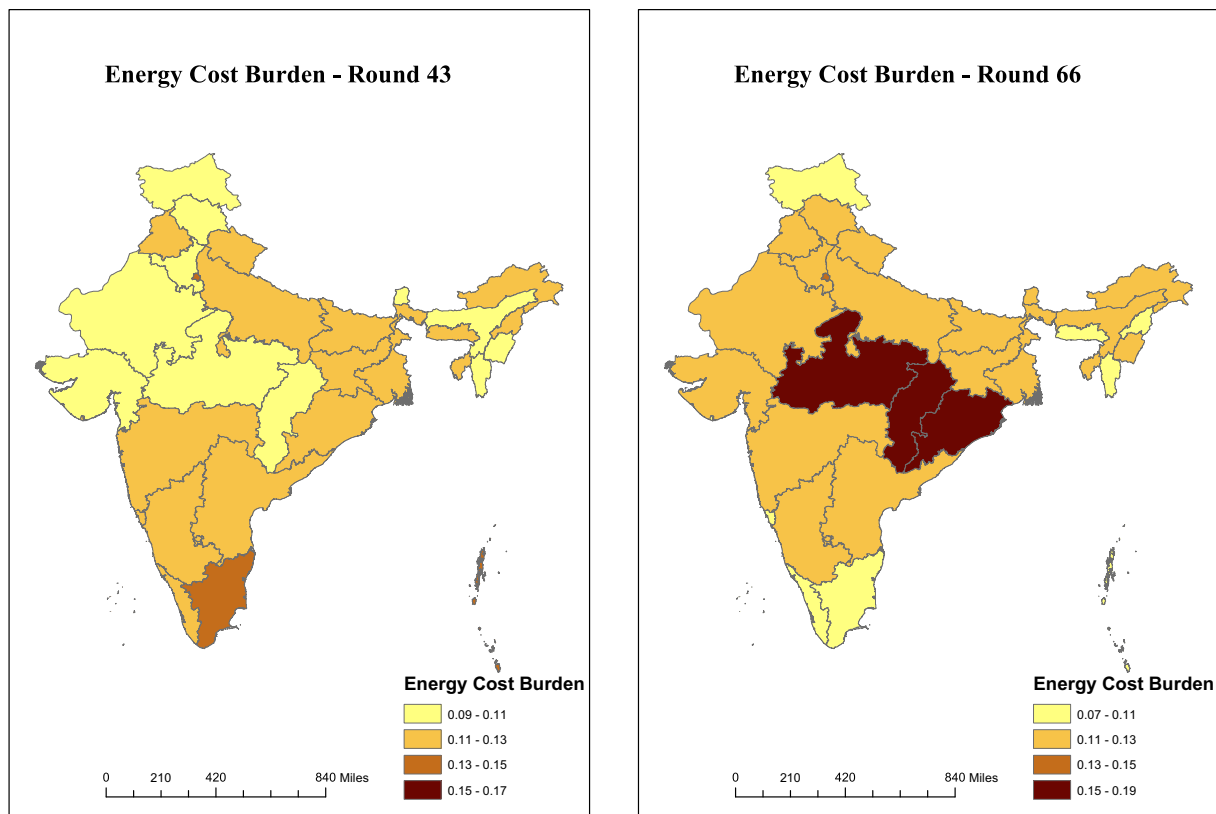 Energy Cost Burden - Round 43
Energy Cost Burden
0.09 - 0.11
0.11 - 0.13
0.13 - 0.15
0.15 - 0.17
0 210 420 840 Miles
Energy Cost Burden - Round 66
Energy Cost Burden
0.07 - 0.11
0.11 - 0.13
0.13 - 0.15
0.15 - 0.19
0 210 420 840 Miles